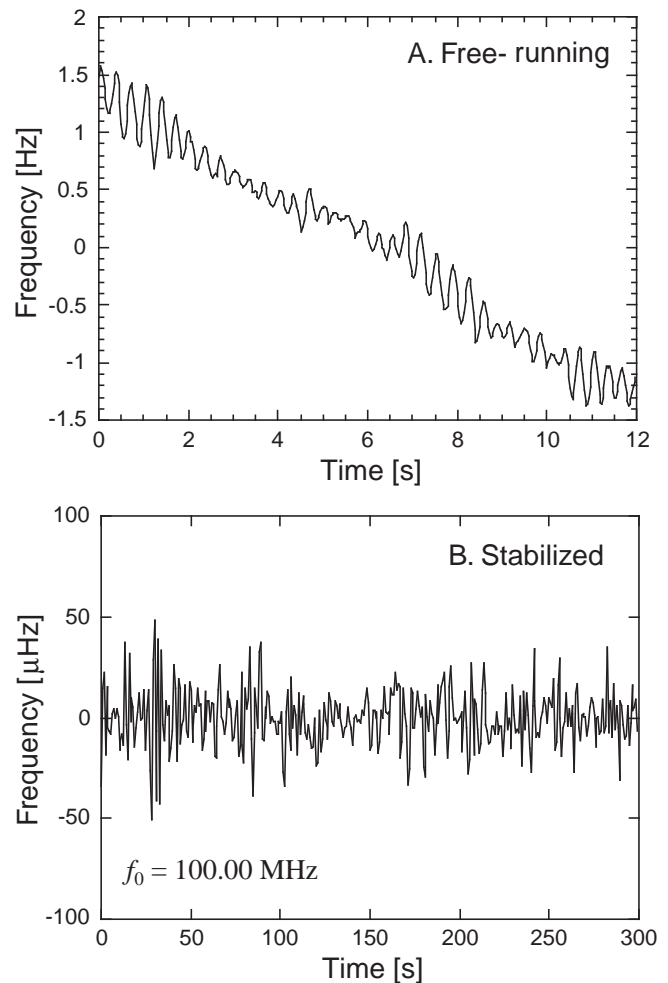 A. Free- running
Frequency [Hz]
2
1.5
1
0.5
0
-0.5
-1
-1.5
0 2 4 6 8 10 12
Time [s]
B. Stabilized
Frequency [μHz]
100
50
0
-50
-100
f0 = 100.00 MHz
0 50 100 150 200 250 300
Time [s]